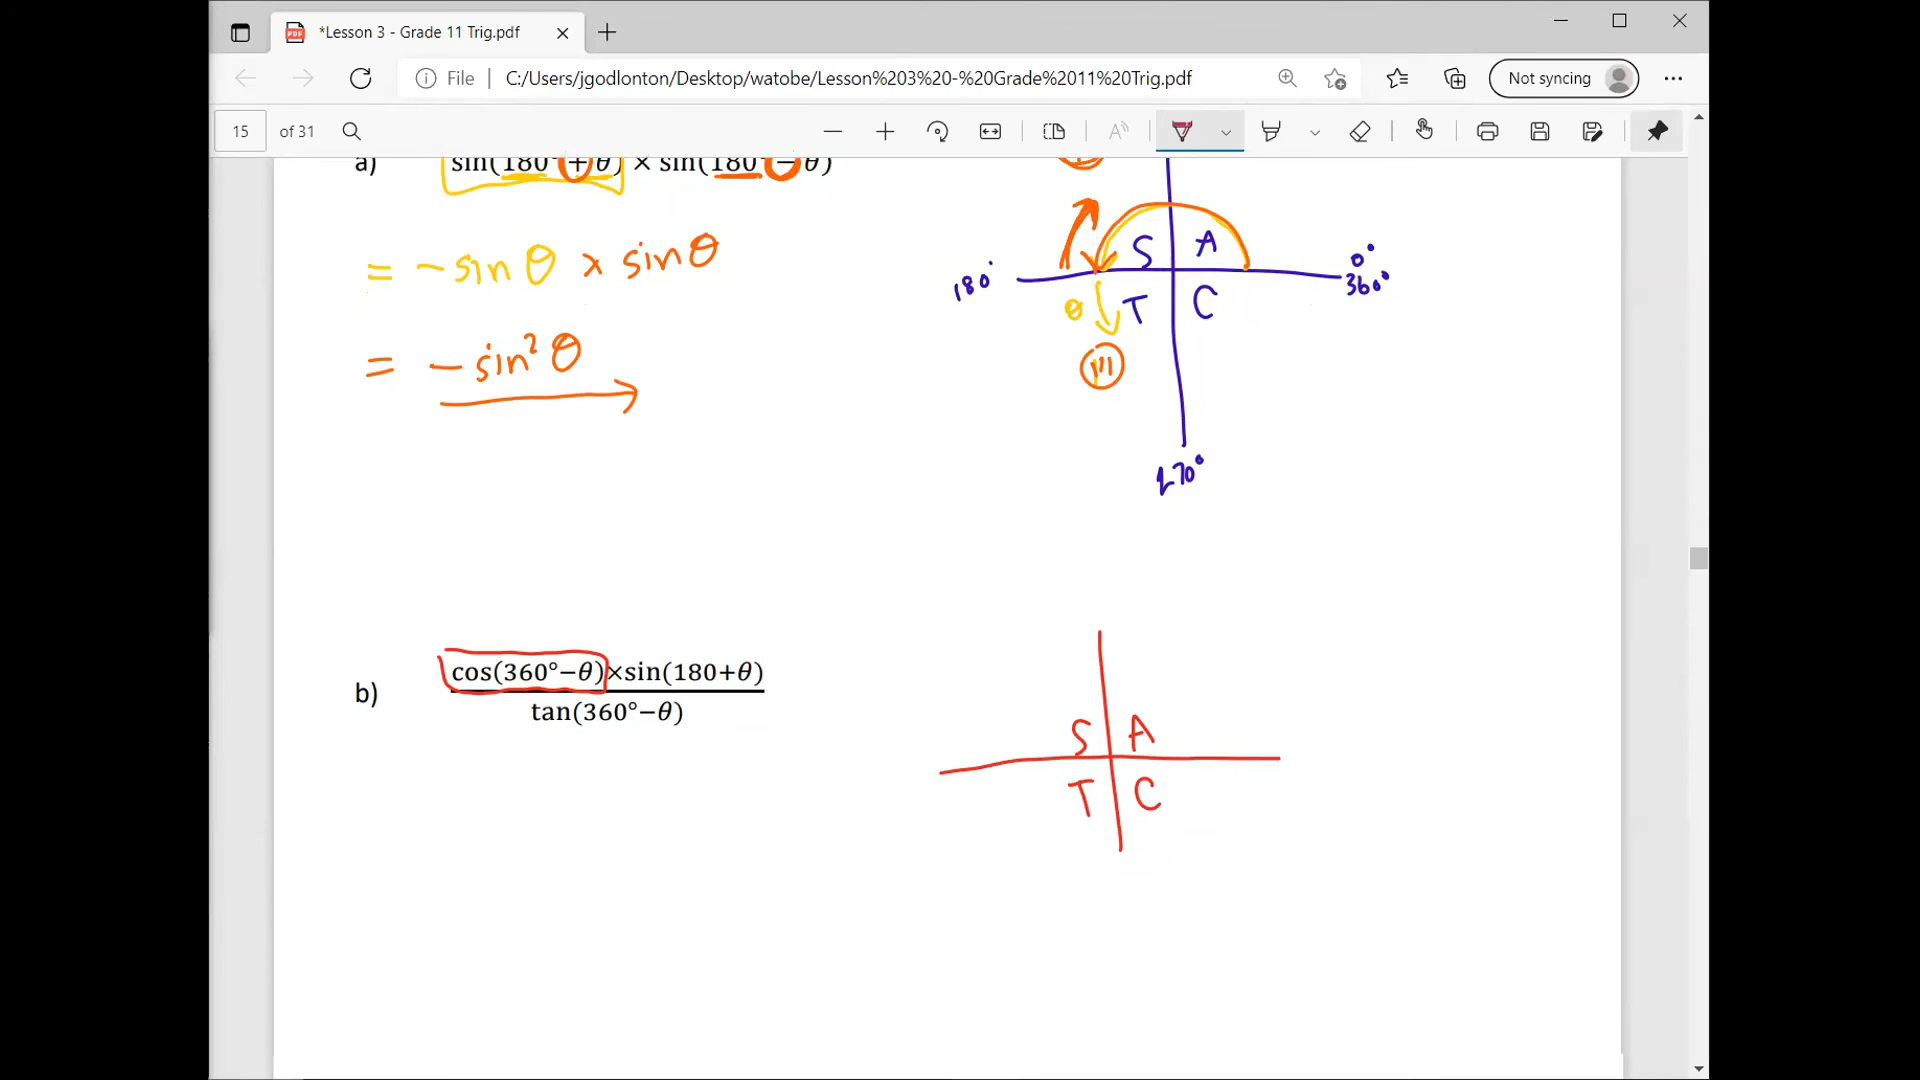 *Lesson 3 - Grade 11 Trig.pdf
File | C:/Users/jgodlonton/Desktop/watobe/Lesson%203%20-%20Grade%2011%20Trig.pdf
Not syncing
15 of 31
a) sin(180°+θ) × sin(180°−θ)
= − sin θ × sin θ
= − sin² θ
S A
T C
180°
0°
360°
θ
III
270°
b) cos(360°−θ)×sin(180+θ)
tan(360°−θ)
S A
T C